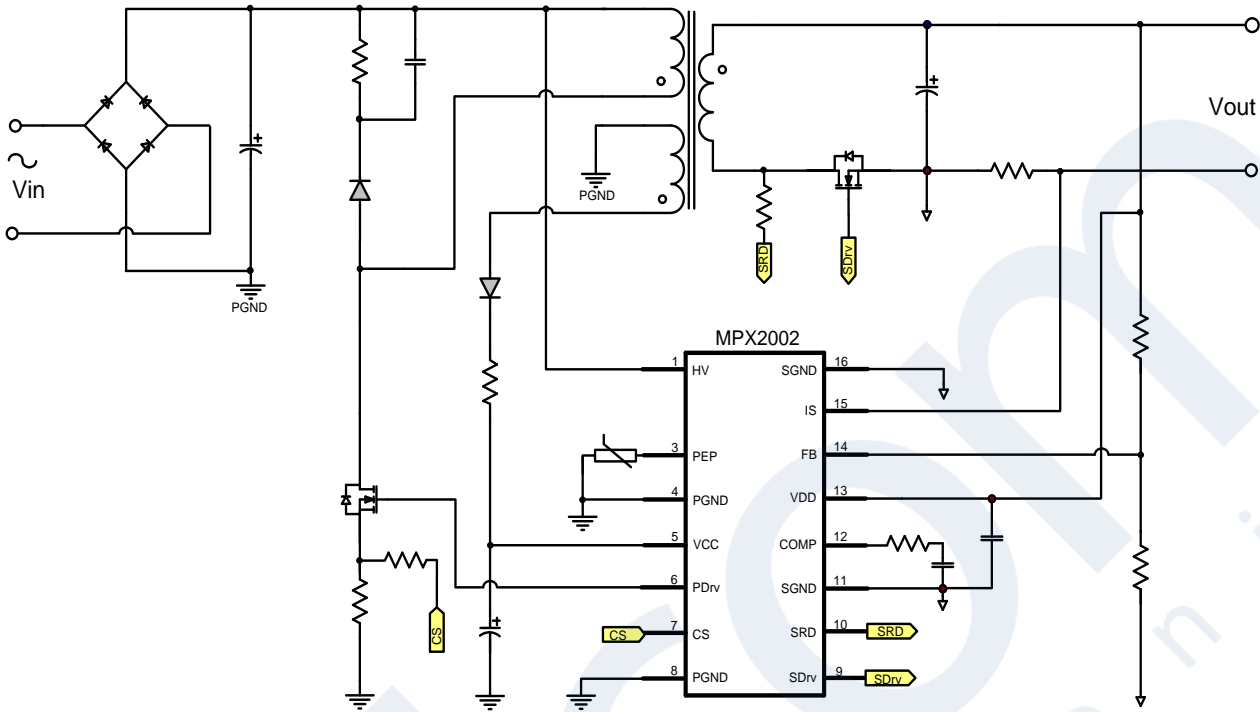 Vout
Vin
PGND
PGND
SRD
SDrv
MPX2002
1 HV SGND 16
IS 15
3 PEP FB 14
4 PGND VDD 13
5 VCC COMP 12
6 PDrv SGND 11
CS 7 CS SRD 10 SRD
8 PGND SDrv 9 SDrv
CS